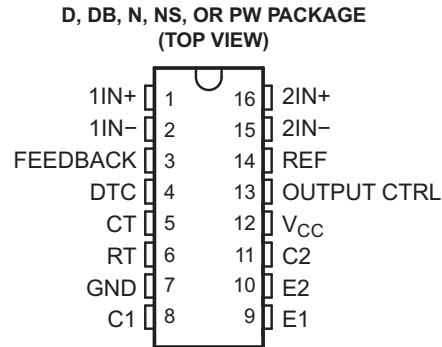 D, DB, N, NS, OR PW PACKAGE
(TOP VIEW)
1IN+ 1 16 2IN+
1IN− 2 15 2IN−
FEEDBACK 3 14 REF
DTC 4 13 OUTPUT CTRL
CT 5 12 VCC
RT 6 11 C2
GND 7 10 E2
C1 8 9 E1